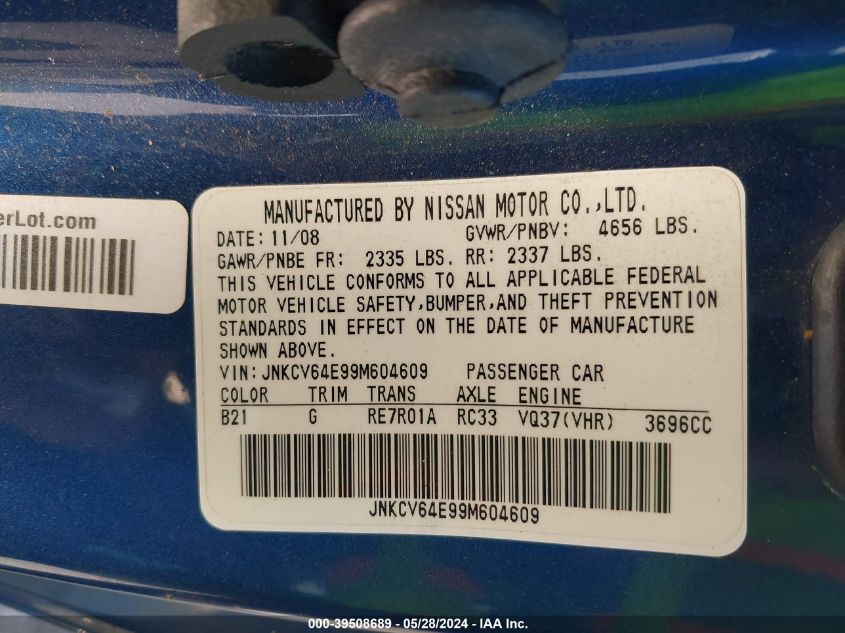 erLot.com
MANUFACTURED BY NISSAN MOTOR CO.,LTD.
DATE: 11/08 GVWR/PNBV: 4656 LBS.
GAWR/PNBE FR: 2335 LBS. RR: 2337 LBS.
THIS VEHICLE CONFORMS TO ALL APPLICABLE FEDERAL
MOTOR VEHICLE SAFETY,BUMPER,AND THEFT PREVENTION
STANDARDS IN EFFECT ON THE DATE OF MANUFACTURE
SHOWN ABOVE.
VIN: JNKCV64E99M604609 PASSENGER CAR
COLOR TRIM TRANS AXLE ENGINE
B21 G RE7R01A RC33 VQ37(VHR) 3696CC
JNKCV64E99M604609
000-39508689 / 05/28/2024 / IAA Inc.